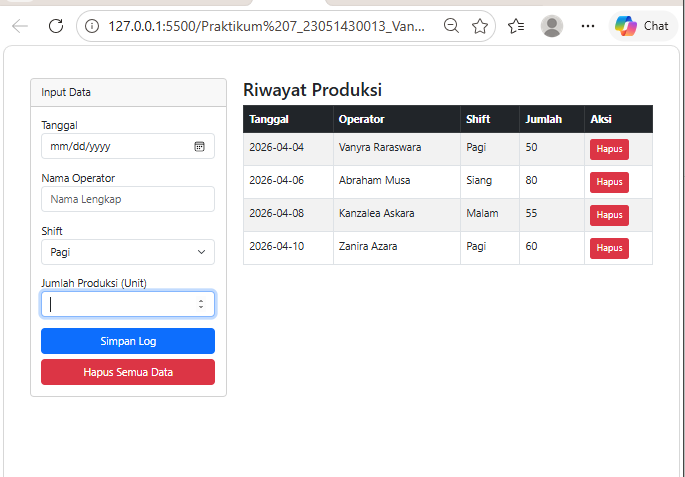 127.0.0.1:5500/Praktikum%207_23051430013_Van...
Chat
Input Data
Tanggal
mm/dd/yyyy
Nama Operator
Nama Lengkap
Shift
Pagi
Jumlah Produksi (Unit)
Simpan Log
Hapus Semua Data
Riwayat Produksi
Tanggal Operator Shift Jumlah Aksi
2026-04-04 Vanyra Raraswara Pagi 50 Hapus
2026-04-06 Abraham Musa Siang 80 Hapus
2026-04-08 Kanzalea Askara Malam 55 Hapus
2026-04-10 Zanira Azara Pagi 60 Hapus